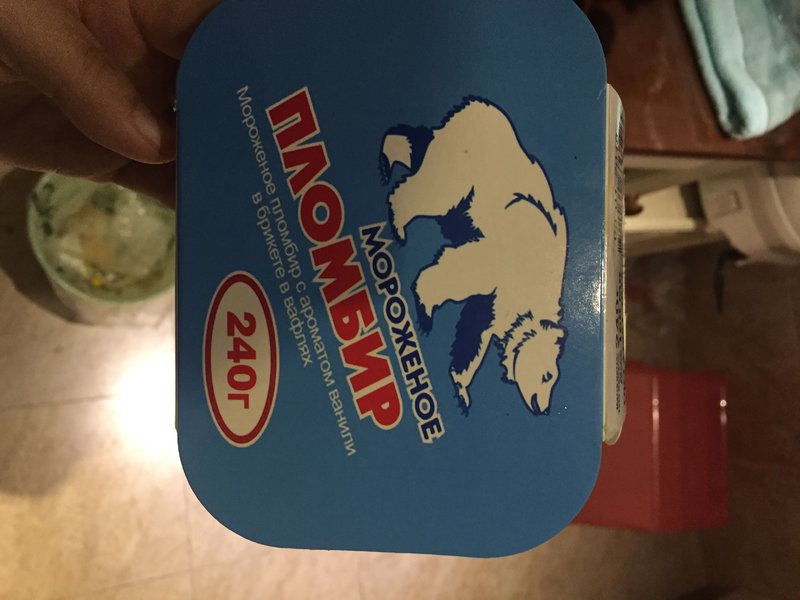 МОРОЖЕНОЕ
ПЛОМБИР
Мороженое пломбир с ароматом ванили
в брикете в вафлях
240г